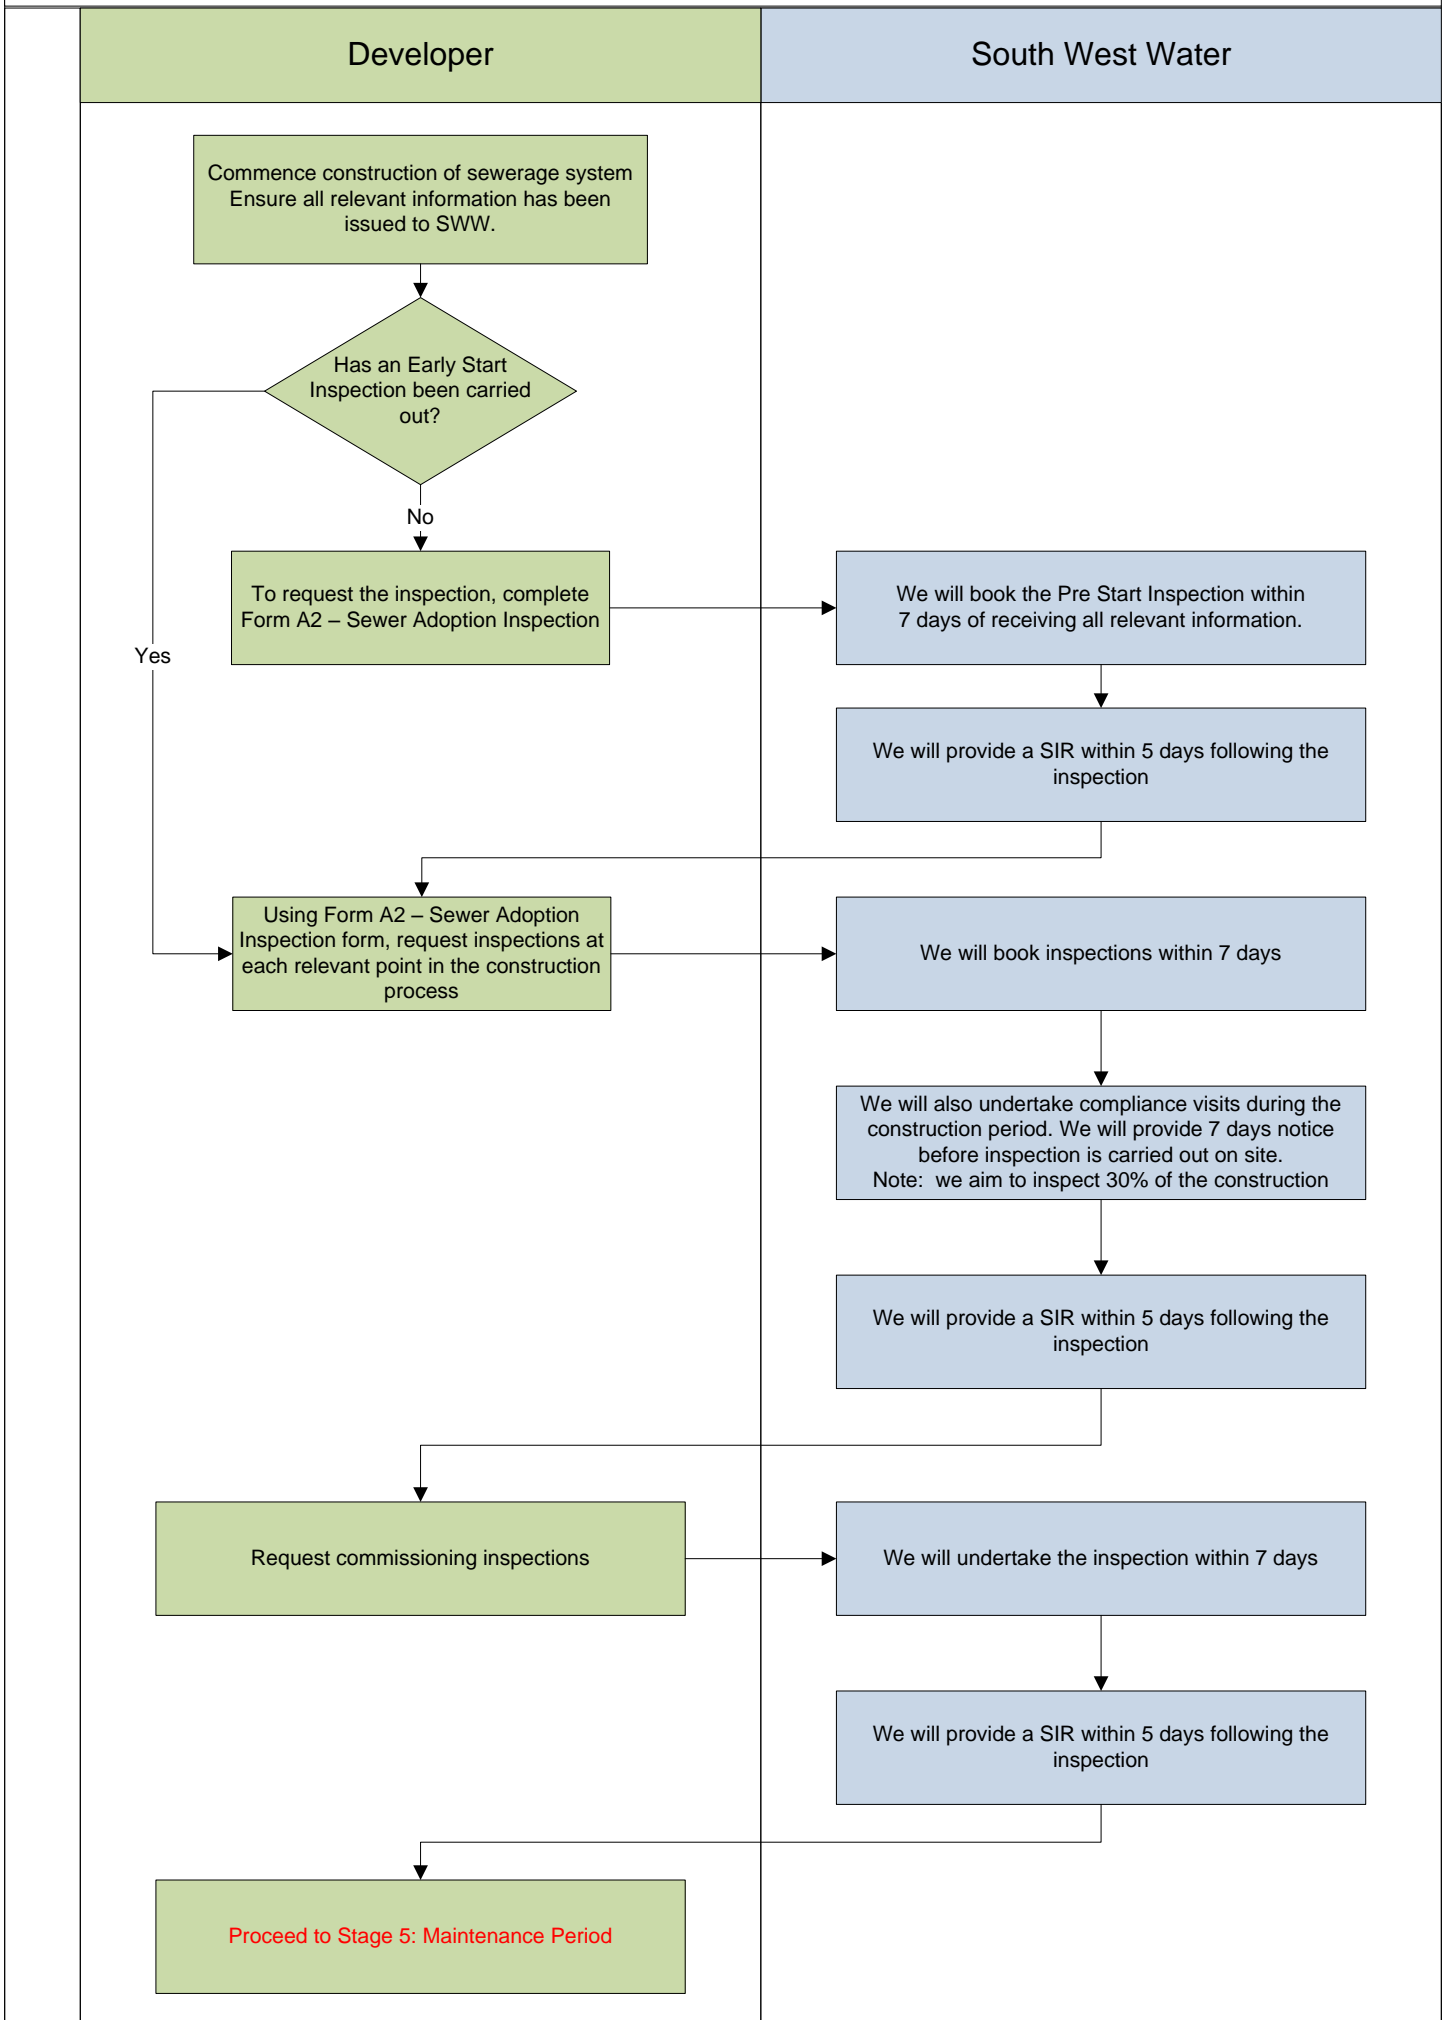 Developer
South West Water
Commence construction of sewerage system
Ensure all relevant information has been
issued to SWW.
Has an Early Start
Inspection been carried
out?
No
Yes
To request the inspection, complete
Form A2 – Sewer Adoption Inspection
We will book the Pre Start Inspection within
7 days of receiving all relevant information.
We will provide a SIR within 5 days following the
inspection
Using Form A2 – Sewer Adoption
Inspection form, request inspections at
each relevant point in the construction
process
We will book inspections within 7 days
We will also undertake compliance visits during the
construction period. We will provide 7 days notice
before inspection is carried out on site.
Note:  we aim to inspect 30% of the construction
We will provide a SIR within 5 days following the
inspection
Request commissioning inspections
We will undertake the inspection within 7 days
We will provide a SIR within 5 days following the
inspection
Proceed to Stage 5: Maintenance Period